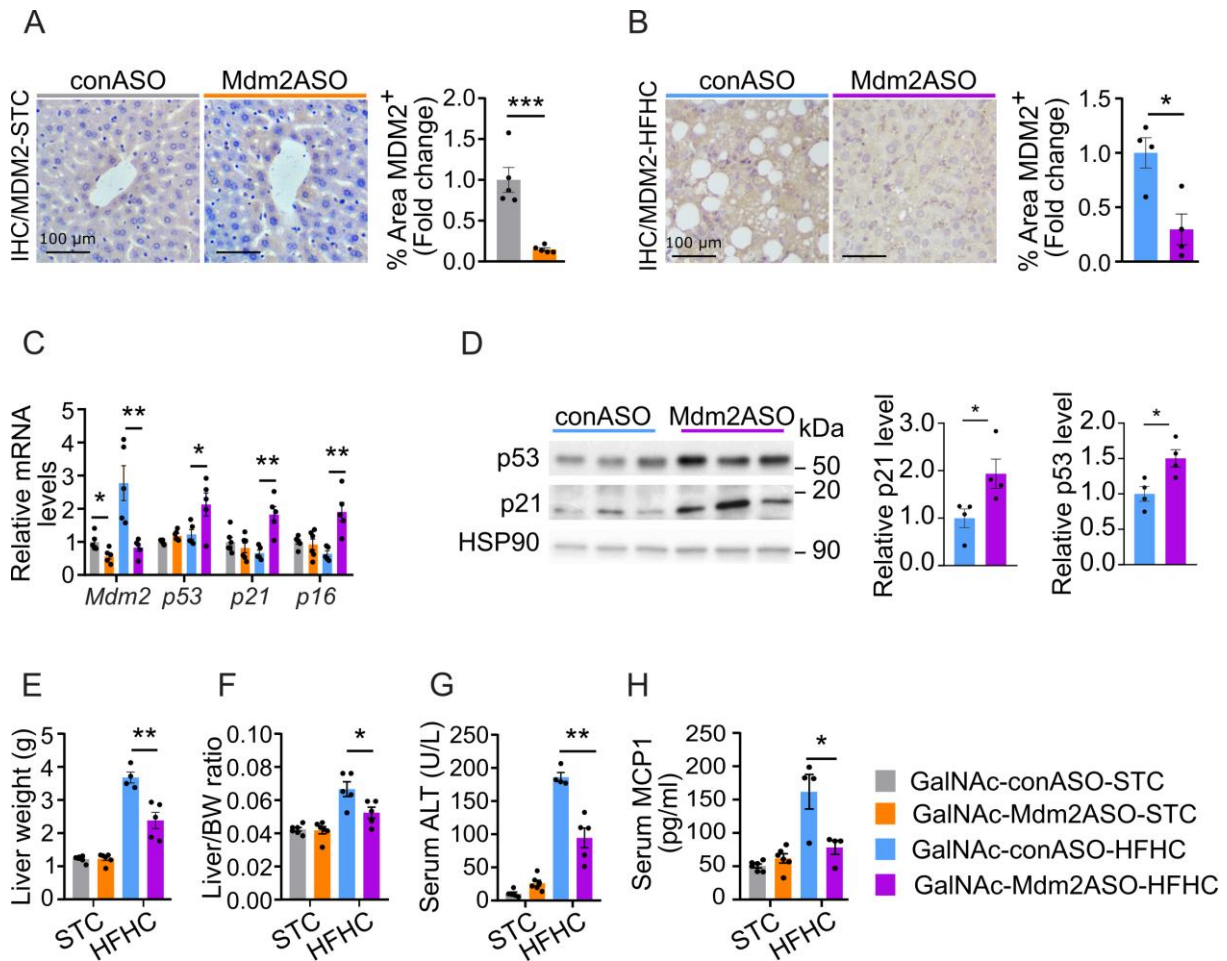 A
conASO
Mdm2ASO
IHC/MDM2-STC
100 µm
% Area MDM2+
(Fold change)
2.0
1.5
1.0
0.5
0.0
***
B
conASO
Mdm2ASO
IHC/MDM2-HFHC
100 µm
% Area MDM2+
(Fold change)
1.5
1.0
0.5
0.0
*
C
Relative mRNA
levels
5
4
3
2
1
0
*
**
*
**
**
Mdm2 p53 p21 p16
D
conASO
Mdm2ASO
kDa
p53
50
20
p21
HSP90
90
Relative p21 level
3.0
2.0
1.0
0.0
*
Relative p53 level
2.0
1.5
1.0
0.5
0.0
*
E
Liver weight (g)
5
4
3
2
1
0
**
STC
HFHC
F
Liver/BW ratio
0.10
0.08
0.06
0.04
0.02
0.00
*
STC
HFHC
G
Serum ALT (U/L)
250
200
150
100
50
0
**
STC
HFHC
H
Serum MCP1
(pg/ml)
250
200
150
100
50
0
*
STC
HFHC
GalNAc-conASO-STC
GalNAc-Mdm2ASO-STC
GalNAc-conASO-HFHC
GalNAc-Mdm2ASO-HFHC